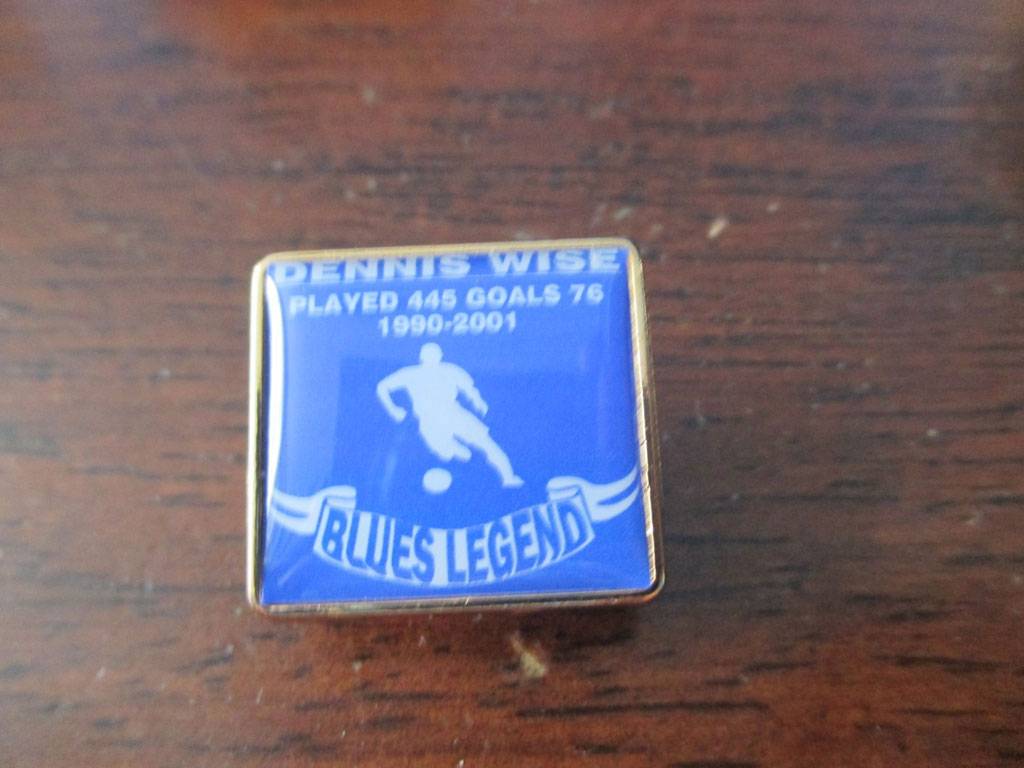 DENNIS WISE
PLAYED 445 GOALS 76
1990-2001
BLUES LEGEND